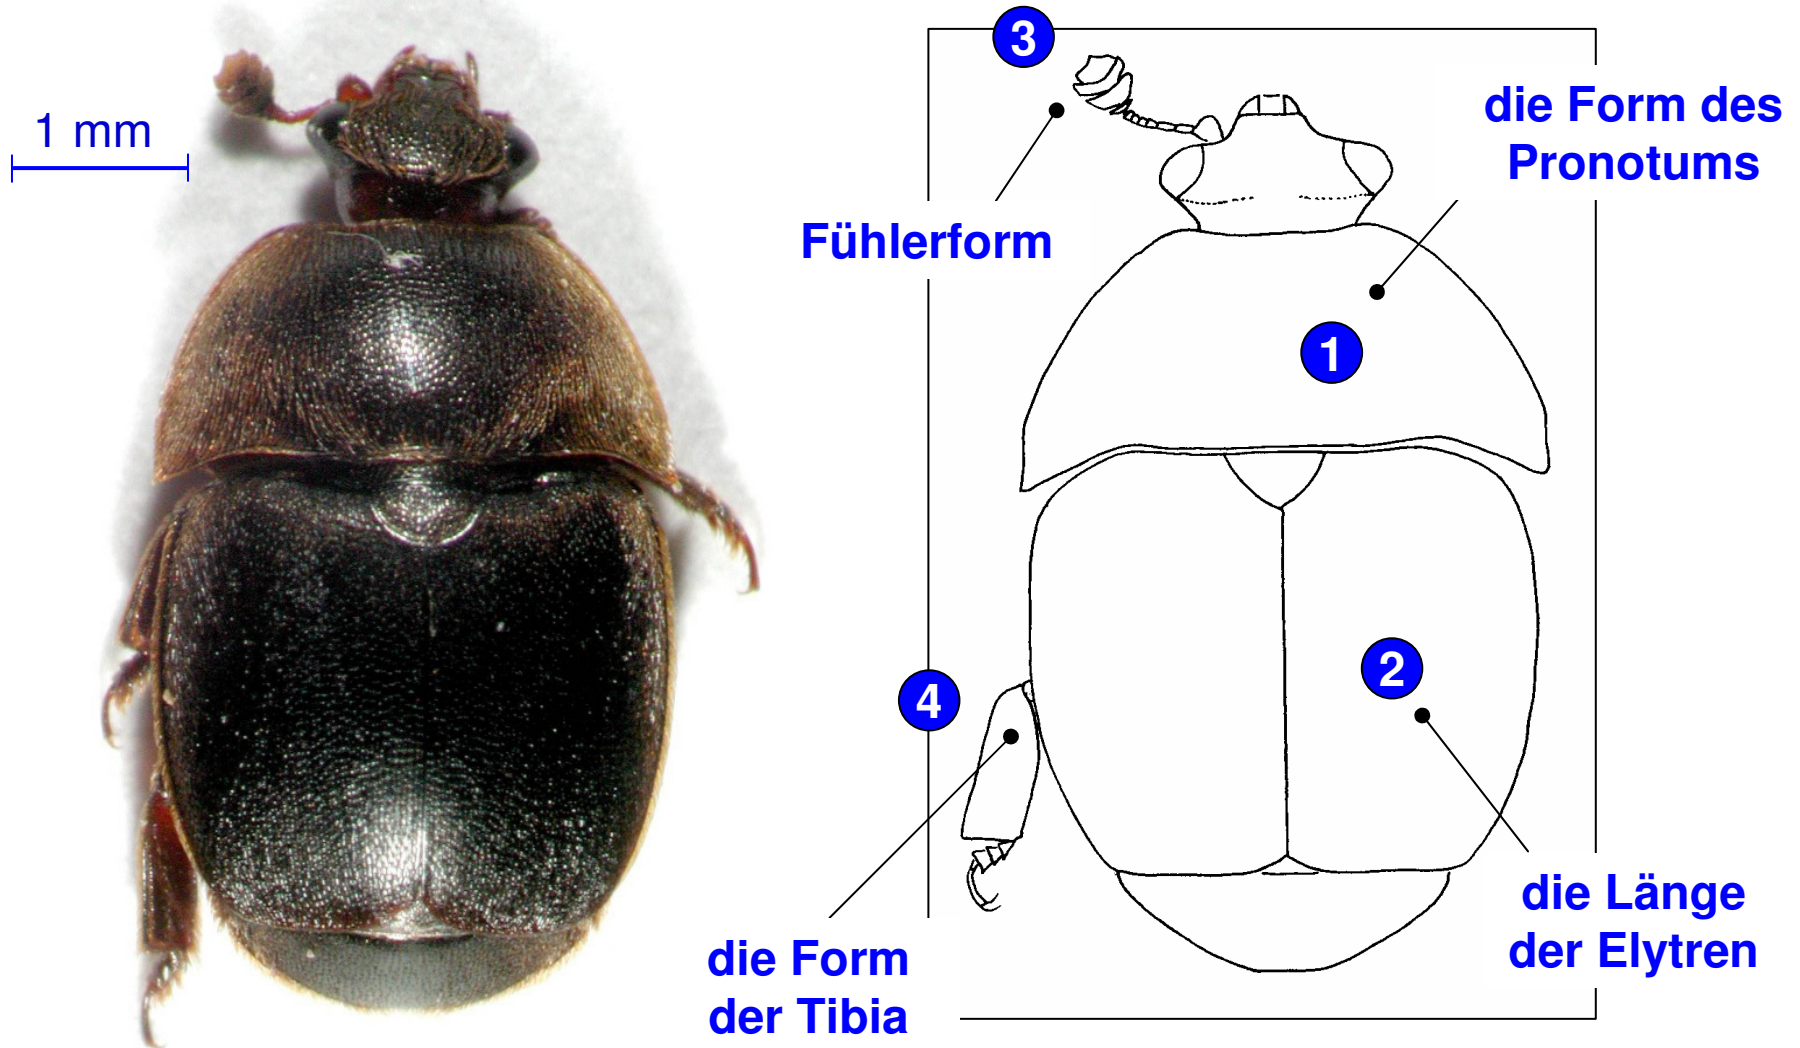 1 mm
3
die Form des
Pronotums
Fühlerform
1
2
4
die Länge
der Elytren
die Form
der Tibia